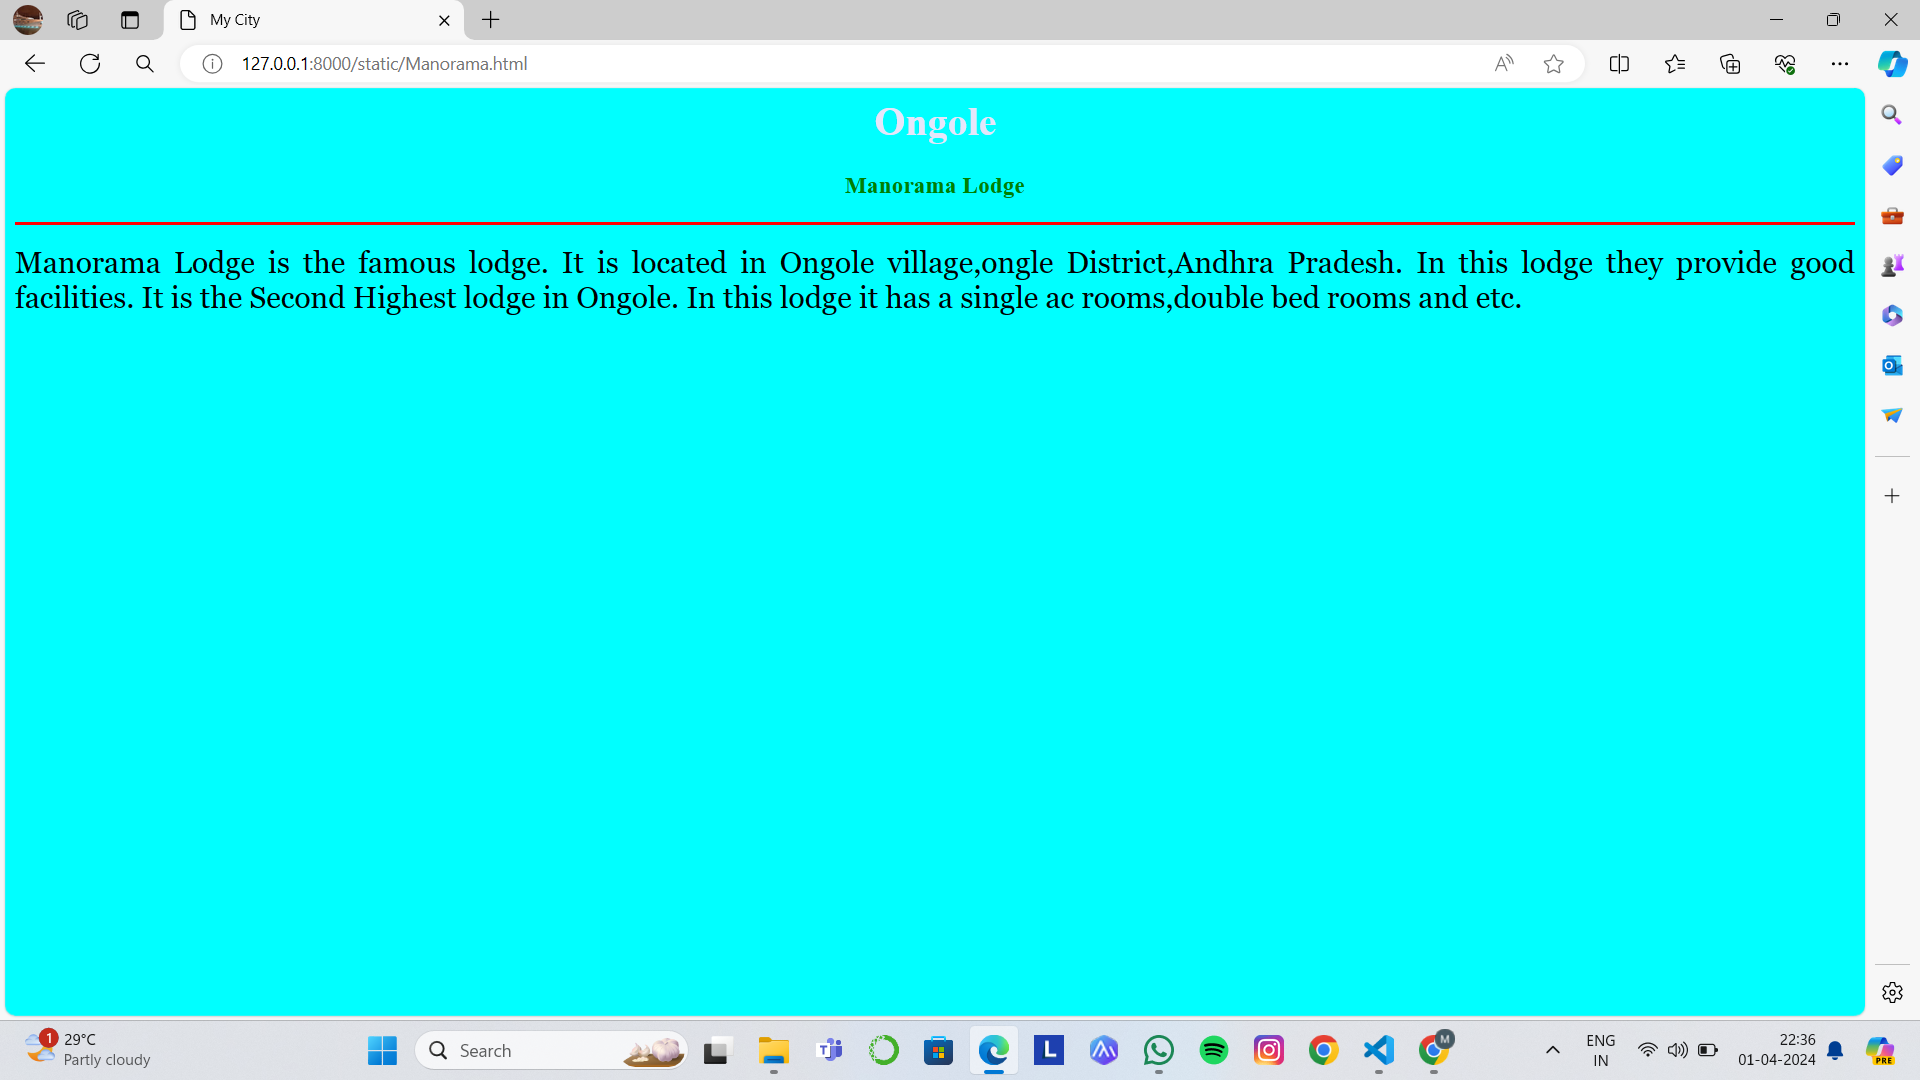 My City
127.0.0.1:8000/static/Manorama.html
Ongole
Manorama Lodge
Manorama Lodge is the famous lodge. It is located in Ongole village,ongle District,Andhra Pradesh. In this lodge they provide good
facilities. It is the Second Highest lodge in Ongole. In this lodge it has a single ac rooms,double bed rooms and etc.
1
29°C
Partly cloudy
Search
L
M
ENG
IN
22:36
01-04-2024
PRE